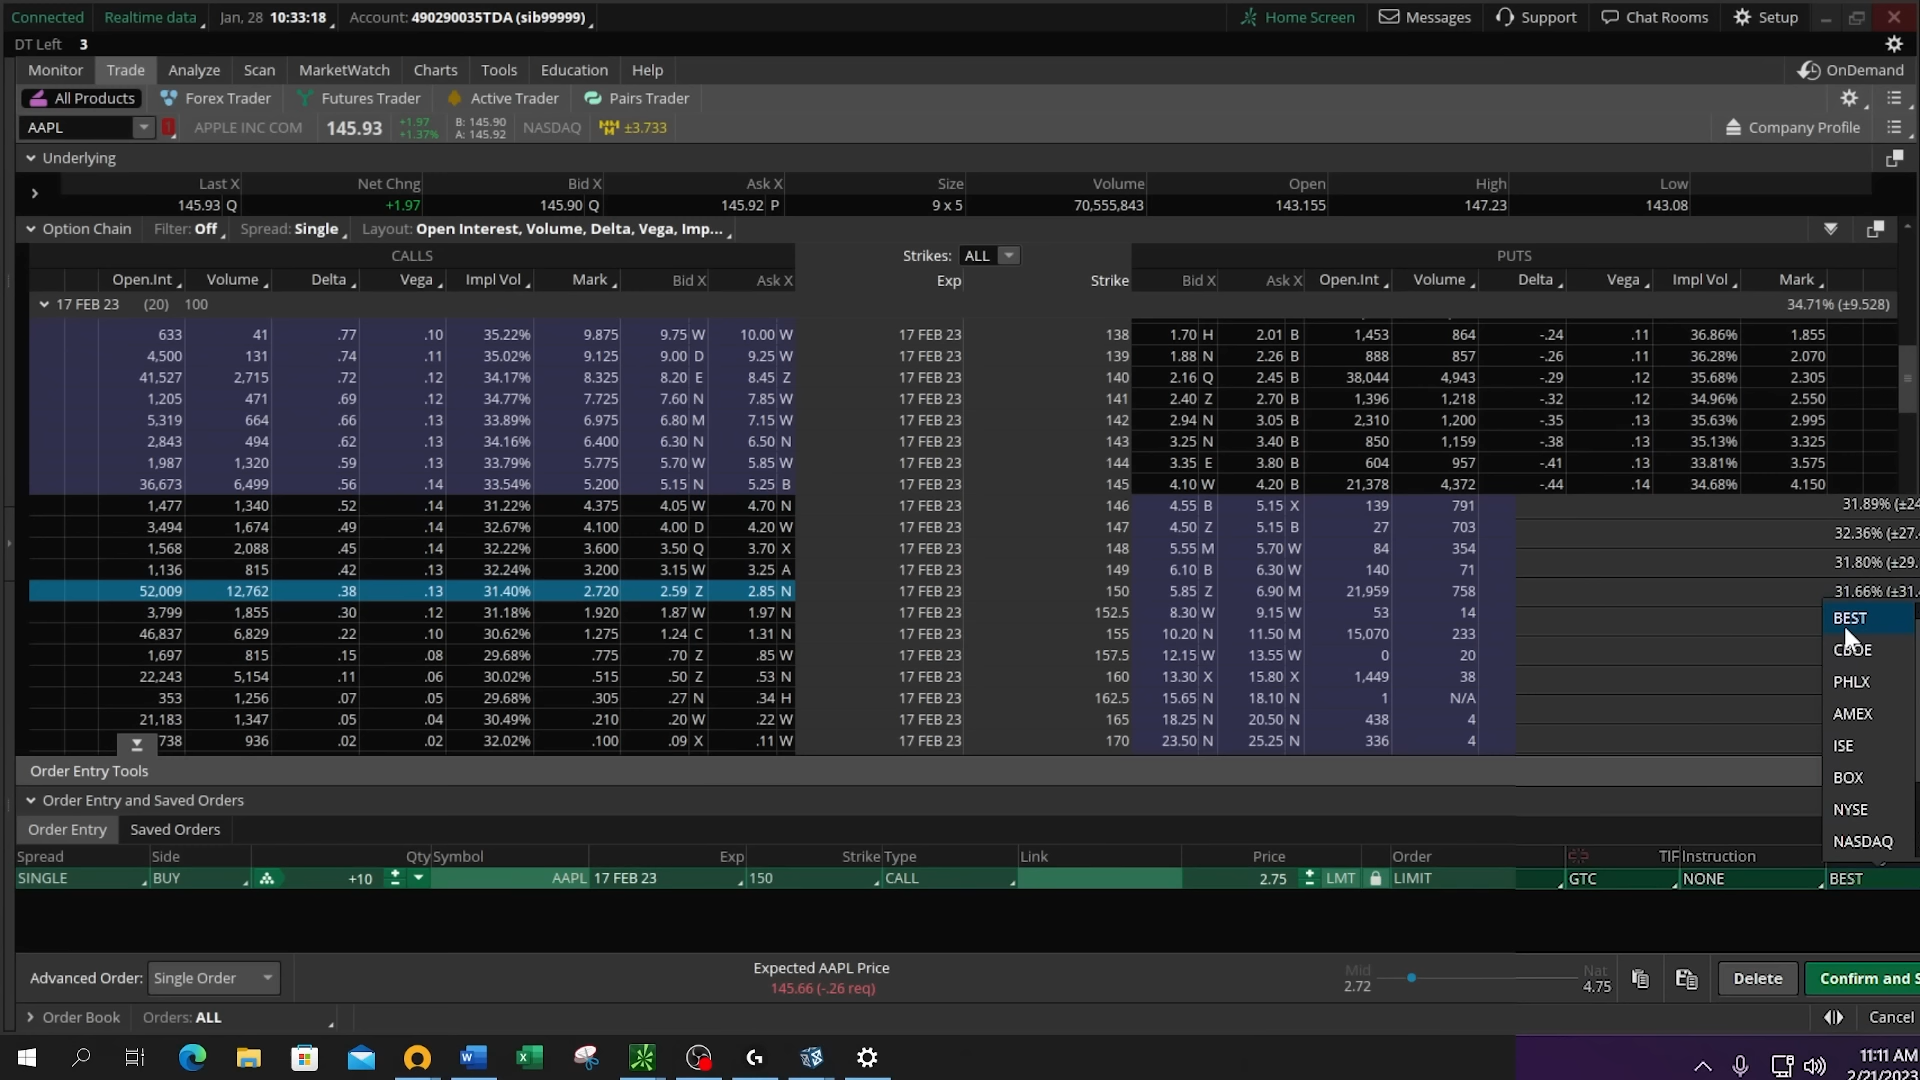 Connected Realtime data Jan, 28 10:33:18 Account: 490290035TDA (sib99999) Home Screen Messages Support Chat Rooms Setup
DT Left 3
Monitor Trade Analyze Scan MarketWatch Charts Tools Education Help OnDemand
All Products Forex Trader Futures Trader Active Trader Pairs Trader
AAPL 1 APPLE INC COM 145.93 +1.97 +1.37% B: 145.90 A: 145.92 NASDAQ ±3.733 Company Profile
Underlying
Last X Net Chng Bid X Ask X Size Volume Open High Low
145.93 Q +1.97 145.90 Q 145.92 P 9 x 5 70,555,843 143.155 147.23 143.08
Option Chain Filter: Off Spread: Single Layout: Open Interest, Volume, Delta, Vega, Imp...
CALLS Strikes: ALL PUTS
Open.Int Volume Delta Vega Impl Vol Mark Bid X Ask X Exp Strike Bid X Ask X Open.Int Volume Delta Vega Impl Vol Mark
17 FEB 23 (20) 100 34.71% (±9.528)
633 41 .77 .10 35.22% 9.875 9.75 W 10.00 W 17 FEB 23 138 1.70 H 2.01 B 1,453 864 -.24 .11 36.86% 1.855
4,500 131 .74 .11 35.02% 9.125 9.00 D 9.25 W 17 FEB 23 139 1.88 N 2.26 B 888 857 -.26 .11 36.28% 2.070
41,527 2,715 .72 .12 34.17% 8.325 8.20 E 8.45 Z 17 FEB 23 140 2.16 Q 2.45 B 38,044 4,943 -.29 .12 35.68% 2.305
1,205 471 .69 .12 34.77% 7.725 7.60 N 7.85 W 17 FEB 23 141 2.40 Z 2.70 B 1,396 1,218 -.32 .12 34.96% 2.550
5,319 664 .66 .13 33.89% 6.975 6.80 M 7.15 W 17 FEB 23 142 2.94 N 3.05 B 2,310 1,200 -.35 .13 35.63% 2.995
2,843 494 .62 .13 34.16% 6.400 6.30 N 6.50 N 17 FEB 23 143 3.25 N 3.40 B 850 1,159 -.38 .13 35.13% 3.325
1,987 1,320 .59 .13 33.79% 5.775 5.70 W 5.85 W 17 FEB 23 144 3.35 E 3.80 B 604 957 -.41 .13 33.81% 3.575
36,673 6,499 .56 .14 33.54% 5.200 5.15 N 5.25 B 17 FEB 23 145 4.10 W 4.20 B 21,378 4,372 -.44 .14 34.68% 4.150
1,477 1,340 .52 .14 31.22% 4.375 4.05 W 4.70 N 17 FEB 23 146 4.55 B 5.15 X 139 791 31.89% (±24
3,494 1,674 .49 .14 32.67% 4.100 4.00 D 4.20 W 17 FEB 23 147 4.50 Z 5.15 B 27 703 32.36% (±27.
1,568 2,088 .45 .14 32.22% 3.600 3.50 Q 3.70 X 17 FEB 23 148 5.55 M 5.70 W 84 354
1,136 815 .42 .13 32.24% 3.200 3.15 W 3.25 A 17 FEB 23 149 6.10 B 6.30 W 140 71 31.80% (±29.
52,009 12,762 .38 .13 31.40% 2.720 2.59 Z 2.85 N 17 FEB 23 150 5.85 Z 6.90 M 21,959 758 31.66% (±31.
3,799 1,855 .30 .12 31.18% 1.920 1.87 W 1.97 N 17 FEB 23 152.5 8.30 W 9.15 W 53 14
46,837 6,829 .22 .10 30.62% 1.275 1.24 C 1.31 N 17 FEB 23 155 10.20 N 11.50 M 15,070 233
1,697 815 .15 .08 29.68% .775 .70 Z .85 W 17 FEB 23 157.5 12.15 W 13.55 W 0 20
22,243 5,154 .11 .06 30.02% .515 .50 Z .53 N 17 FEB 23 160 13.30 X 15.80 X 1,449 38
353 1,256 .07 .05 29.68% .305 .27 N .34 H 17 FEB 23 162.5 15.65 N 18.10 N 1 N/A
21,183 1,347 .05 .04 30.49% .210 .20 W .22 W 17 FEB 23 165 18.25 N 20.50 N 438 4
738 936 .02 .02 32.02% .100 .09 X .11 W 17 FEB 23 170 23.50 N 25.25 N 336 4
BEST
CBOE
PHLX
AMEX
ISE
BOX
NYSE
NASDAQ
Order Entry Tools
Order Entry and Saved Orders
Order Entry Saved Orders
Spread Side Qty Symbol Exp Strike Type Link Price Order TIF Instruction
SINGLE BUY +10 AAPL 17 FEB 23 150 CALL 2.75 LMT LIMIT GTC NONE BEST
Advanced Order: Single Order Expected AAPL Price Mid Nat Delete Confirm and S
145.66 (-.26 req) 2.72 4.75
Order Book Orders: ALL Cancel
11:11 AM
2/21/2023